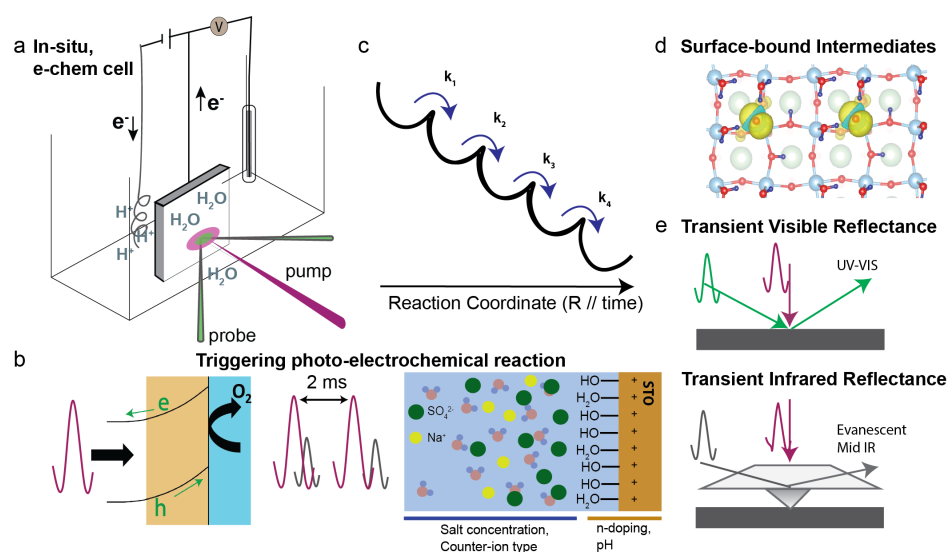 a In-situ,
e-chem cell
V
e-
e-
H+
H+
H+
H₂O
H₂O
H₂O
pump
probe
c
k₁
k₂
k₃
k₄
Reaction Coordinate (R // time)
d Surface-bound Intermediates
e Transient Visible Reflectance
UV-VIS
Transient Infrared Reflectance
Evanescent
Mid IR
b Triggering photo-electrochemical reaction
e
h
O₂
2 ms
SO₄²-
Na+
HO
H₂O
HO
HO
H₂O
HO
HO
H₂O
+
+
+
+
+
+
+
+
STO
Salt concentration,
Counter-ion type
n-doping,
pH